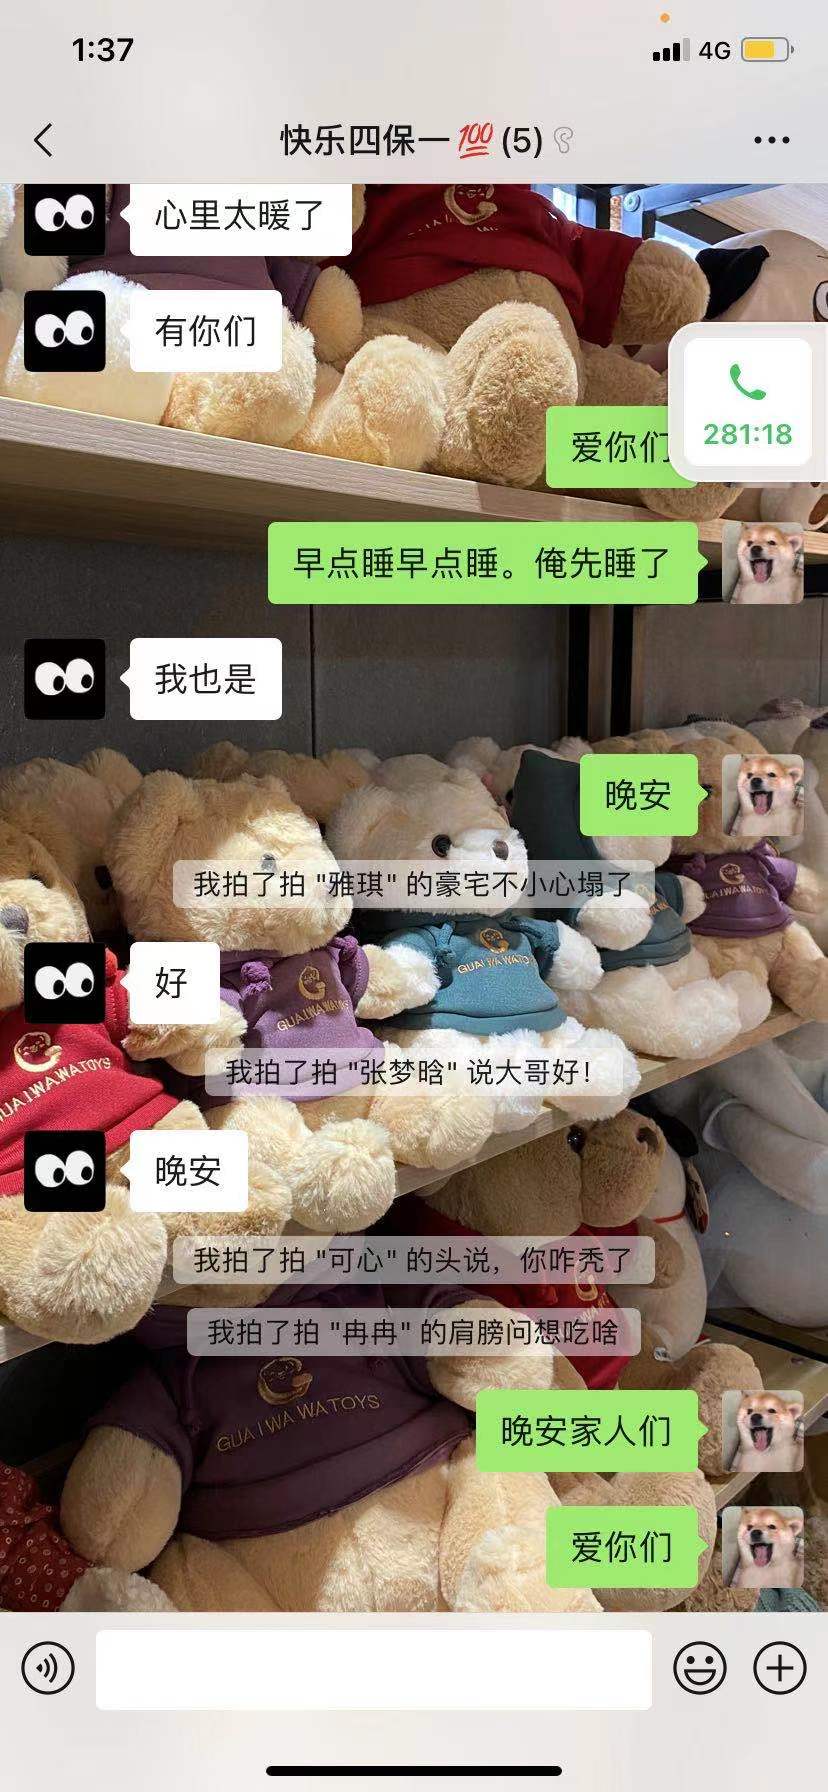 1:37
4G
快乐四保一💯(5)
心里太暖了
有你们
281:18
爱你们
早点睡早点睡。俺先睡了
我也是
晚安
我拍了拍 "雅琪" 的豪宅不小心塌了
GUAIWAWATO
好
GUAIWAWATOYS
我拍了拍 "张梦晗" 说大哥好！
晚安
我拍了拍 "可心" 的头说，你咋秃了
我拍了拍 "冉冉" 的肩膀问想吃啥
GUAIWAWATOYS
晚安家人们
爱你们